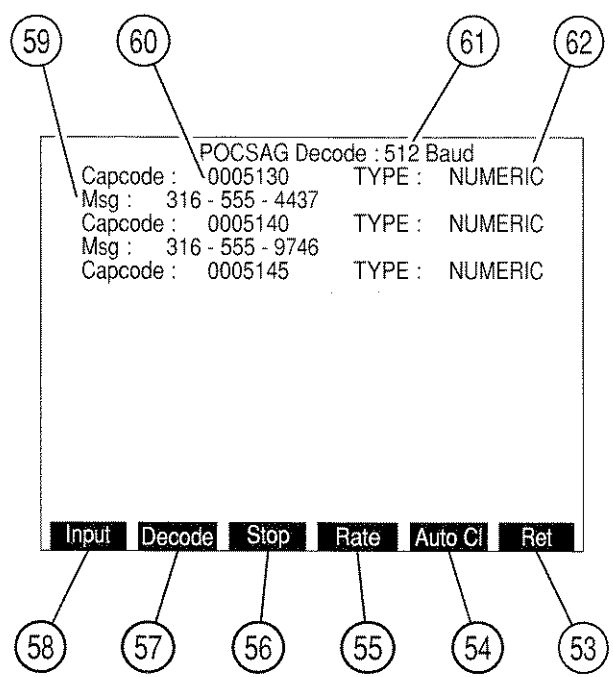 59 60 61 62
POCSAG Decode : 512 Baud
Capcode : 0005130 TYPE : NUMERIC
Msg : 316 - 555 - 4437
Capcode : 0005140 TYPE : NUMERIC
Msg : 316 - 555 - 9746
Capcode : 0005145 TYPE : NUMERIC
Input Decode Stop Rate Auto Cl Ret
58 57 56 55 54 53